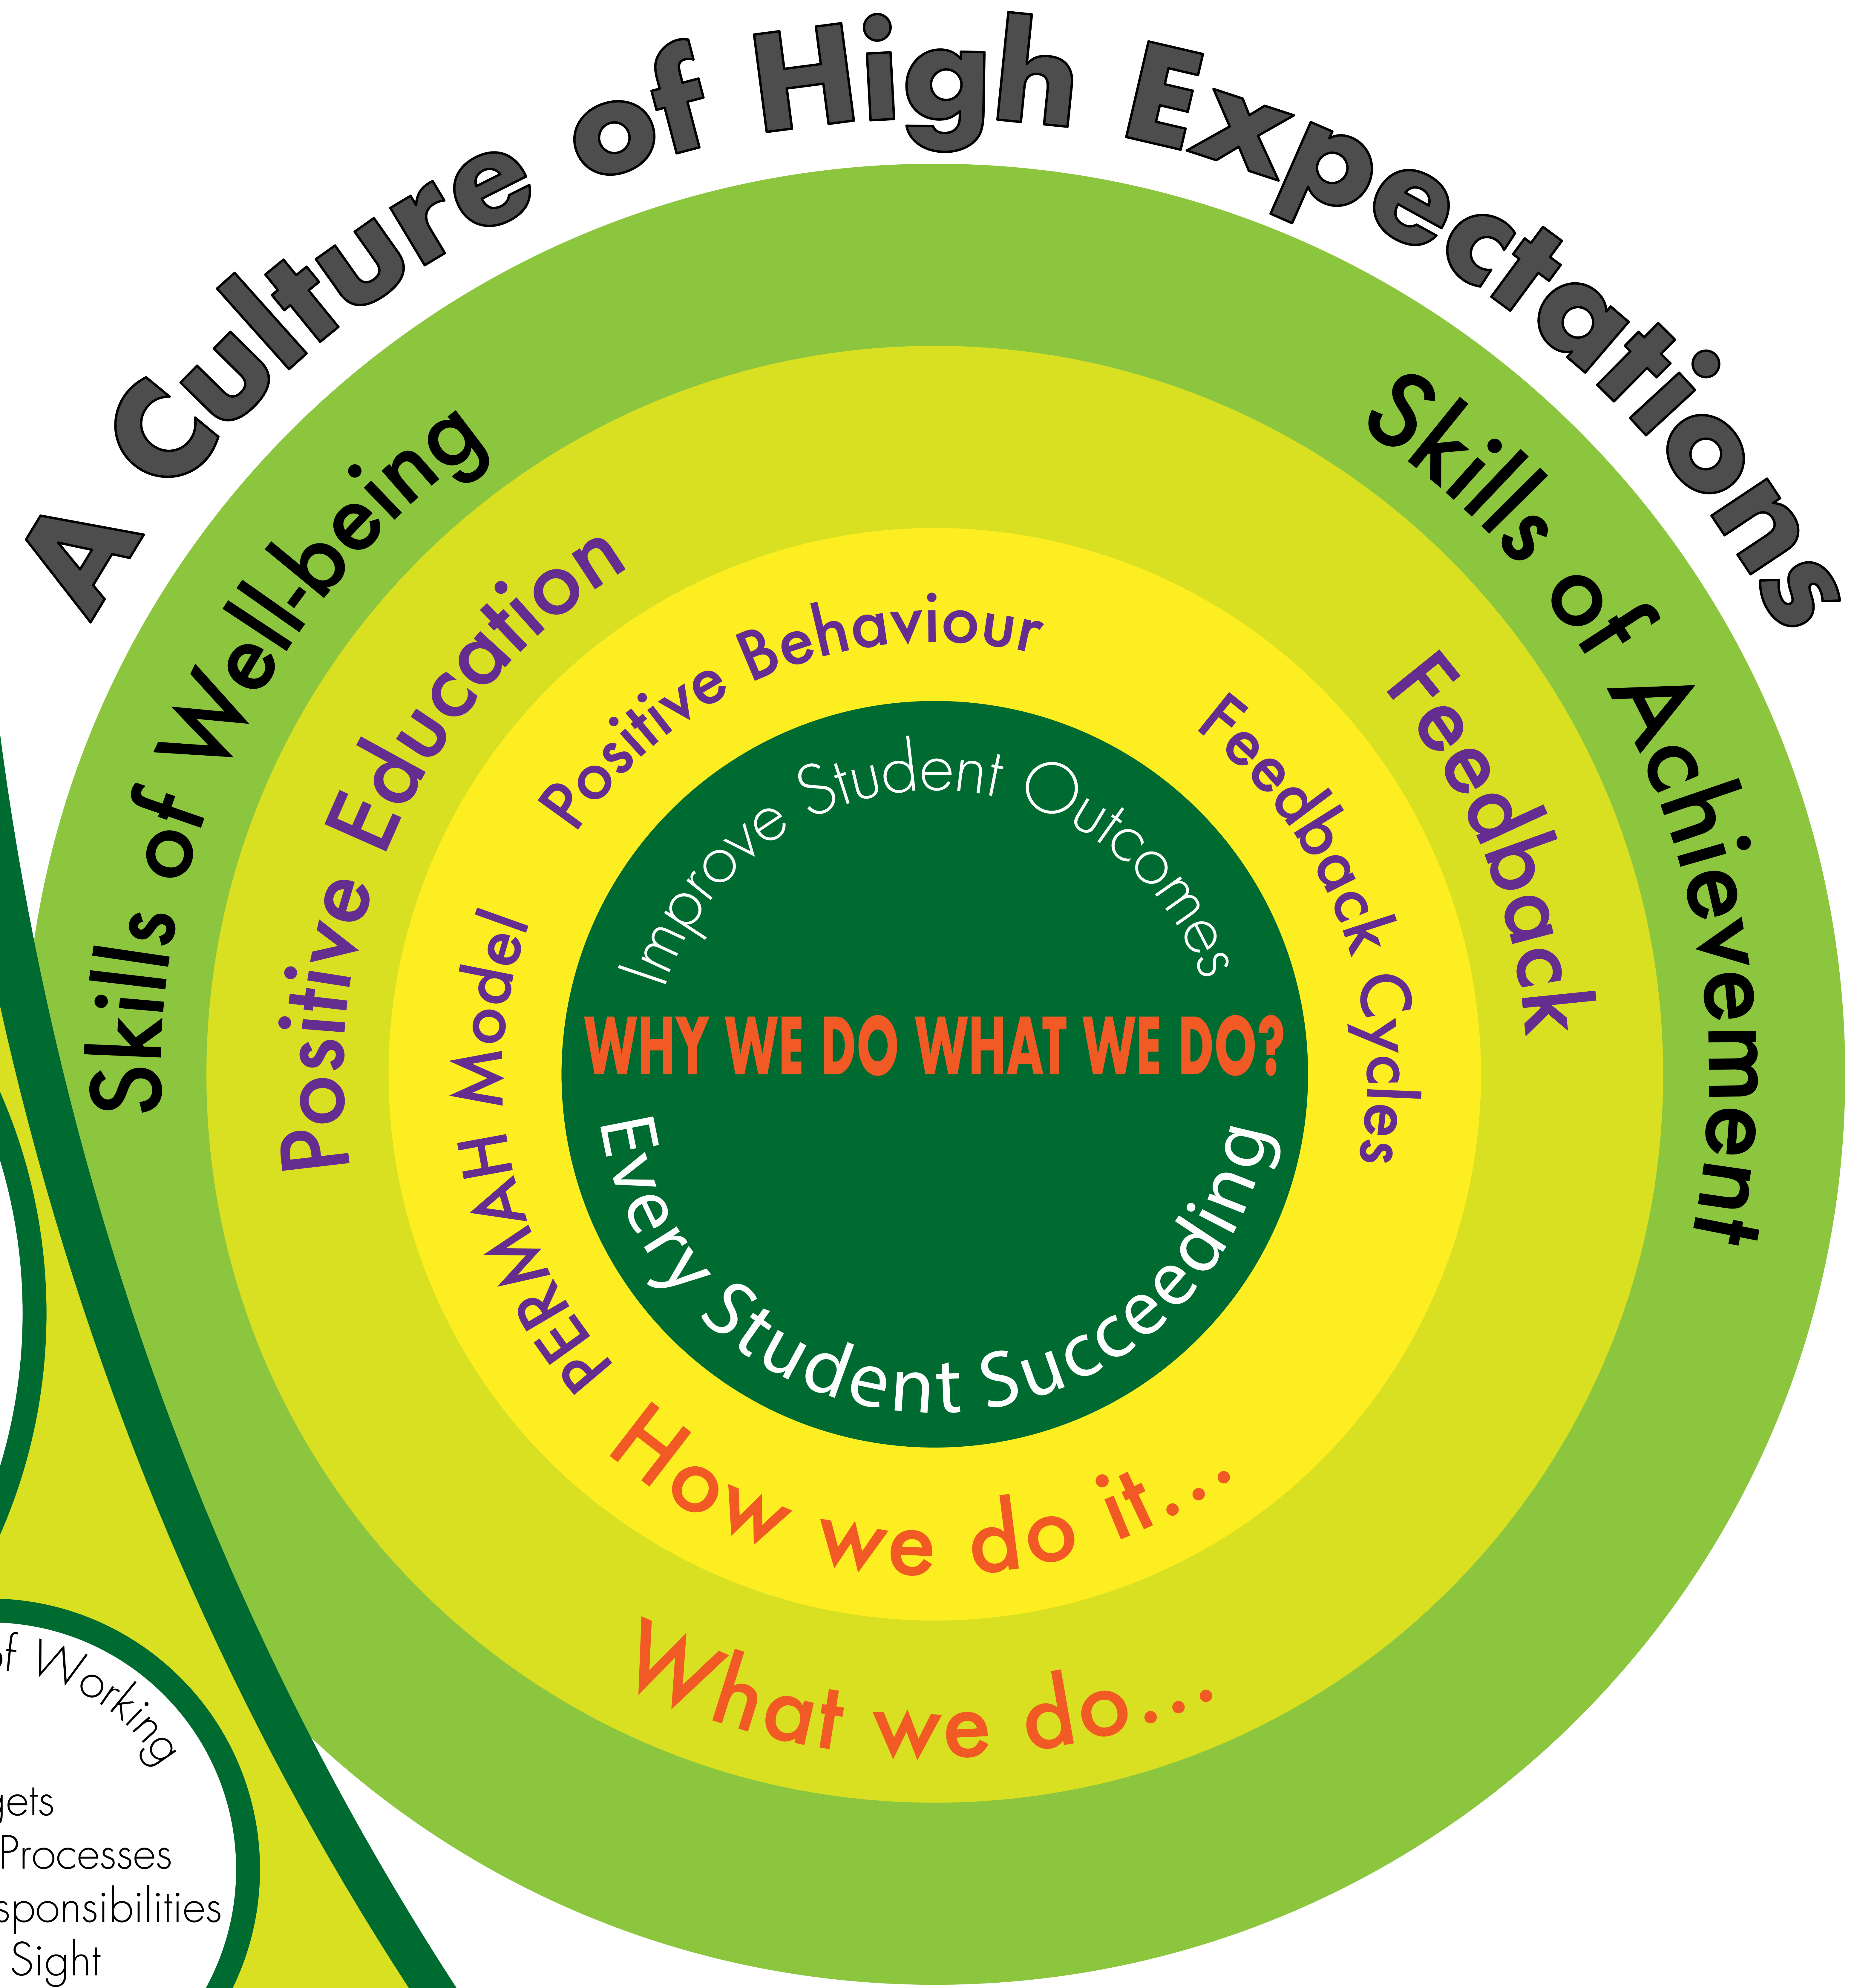 A Culture of High Expectations
Skills of Well-being
Skills of Achievement
Positive Education
Feedback
Positive Behaviour
Feedback Cycles
PERMAH Model
Improve Student Outcomes
WHY WE DO WHAT WE DO?
Every Student Succeeding
How we do it...
What we do...
of Working
Processes
Sight